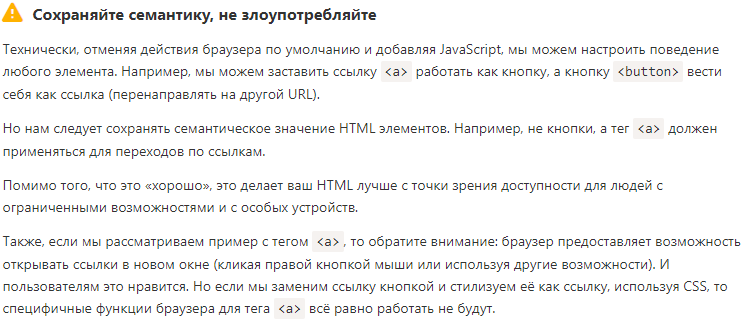 Сохраняйте семантику, не злоупотребляйте
Технически, отменяя действия браузера по умолчанию и добавляя JavaScript, мы можем настроить поведение
любого элемента. Например, мы можем заставить ссылку <a> работать как кнопку, а кнопку <button> вести
себя как ссылка (перенаправлять на другой URL).
Но нам следует сохранять семантическое значение HTML элементов. Например, не кнопки, а тег <a> должен
применяться для переходов по ссылкам.
Помимо того, что это «хорошо», это делает ваш HTML лучше с точки зрения доступности для людей с
ограниченными возможностями и с особых устройств.
Также, если мы рассматриваем пример с тегом <a>, то обратите внимание: браузер предоставляет возможность
открывать ссылки в новом окне (кликая правой кнопкой мыши или используя другие возможности). И
пользователям это нравится. Но если мы заменим ссылку кнопкой и стилизуем её как ссылку, используя CSS, то
специфичные функции браузера для тега <a> всё равно работать не будут.